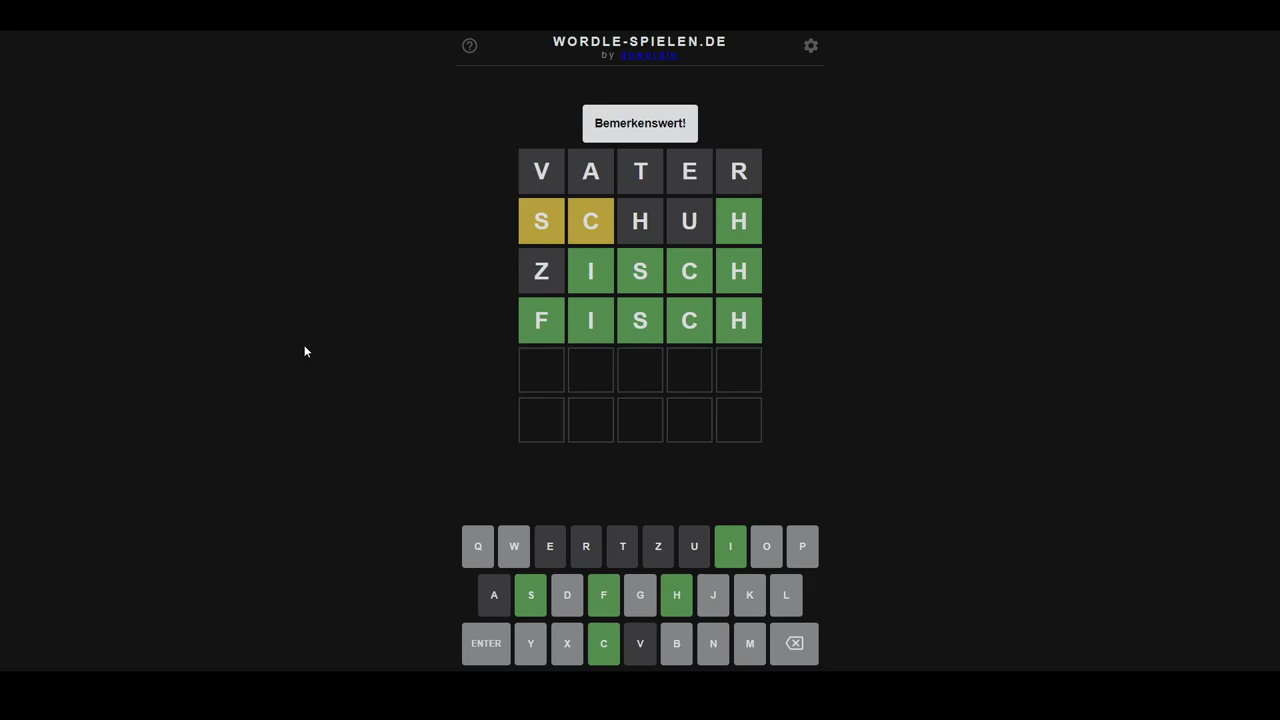 WORDLE-SPIELEN.DE
by
Bemerkenswert!
V A T E R
S C H U H
Z I S C H
F I S C H
Q W E R T Z U I O P
A S D F G H J K L
ENTER Y X C V B N M